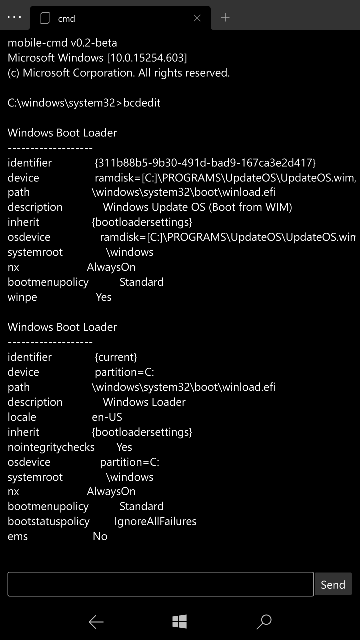 cmd
mobile-cmd v0.2-beta
Microsoft Windows [10.0.15254.603]
(c) Microsoft Corporation. All rights reserved.
C:\windows\system32>bcdedit
Windows Boot Loader
-------------------
identifier {311b88b5-9b30-491d-bad9-167ca3e2d417}
device ramdisk=[C:]\PROGRAMS\UpdateOS\UpdateOS.wim,
path \windows\system32\boot\winload.efi
description Windows Update OS (Boot from WIM)
inherit {bootloadersettings}
osdevice ramdisk=[C:]\PROGRAMS\UpdateOS\UpdateOS.wim
systemroot \windows
nx AlwaysOn
bootmenupolicy Standard
winpe Yes
Windows Boot Loader
-------------------
identifier {current}
device partition=C:
path \windows\system32\boot\winload.efi
description Windows Loader
locale en-US
inherit {bootloadersettings}
nointegritychecks Yes
osdevice partition=C:
systemroot \windows
nx AlwaysOn
bootmenupolicy Standard
bootstatuspolicy IgnoreAllFailures
ems No
Send